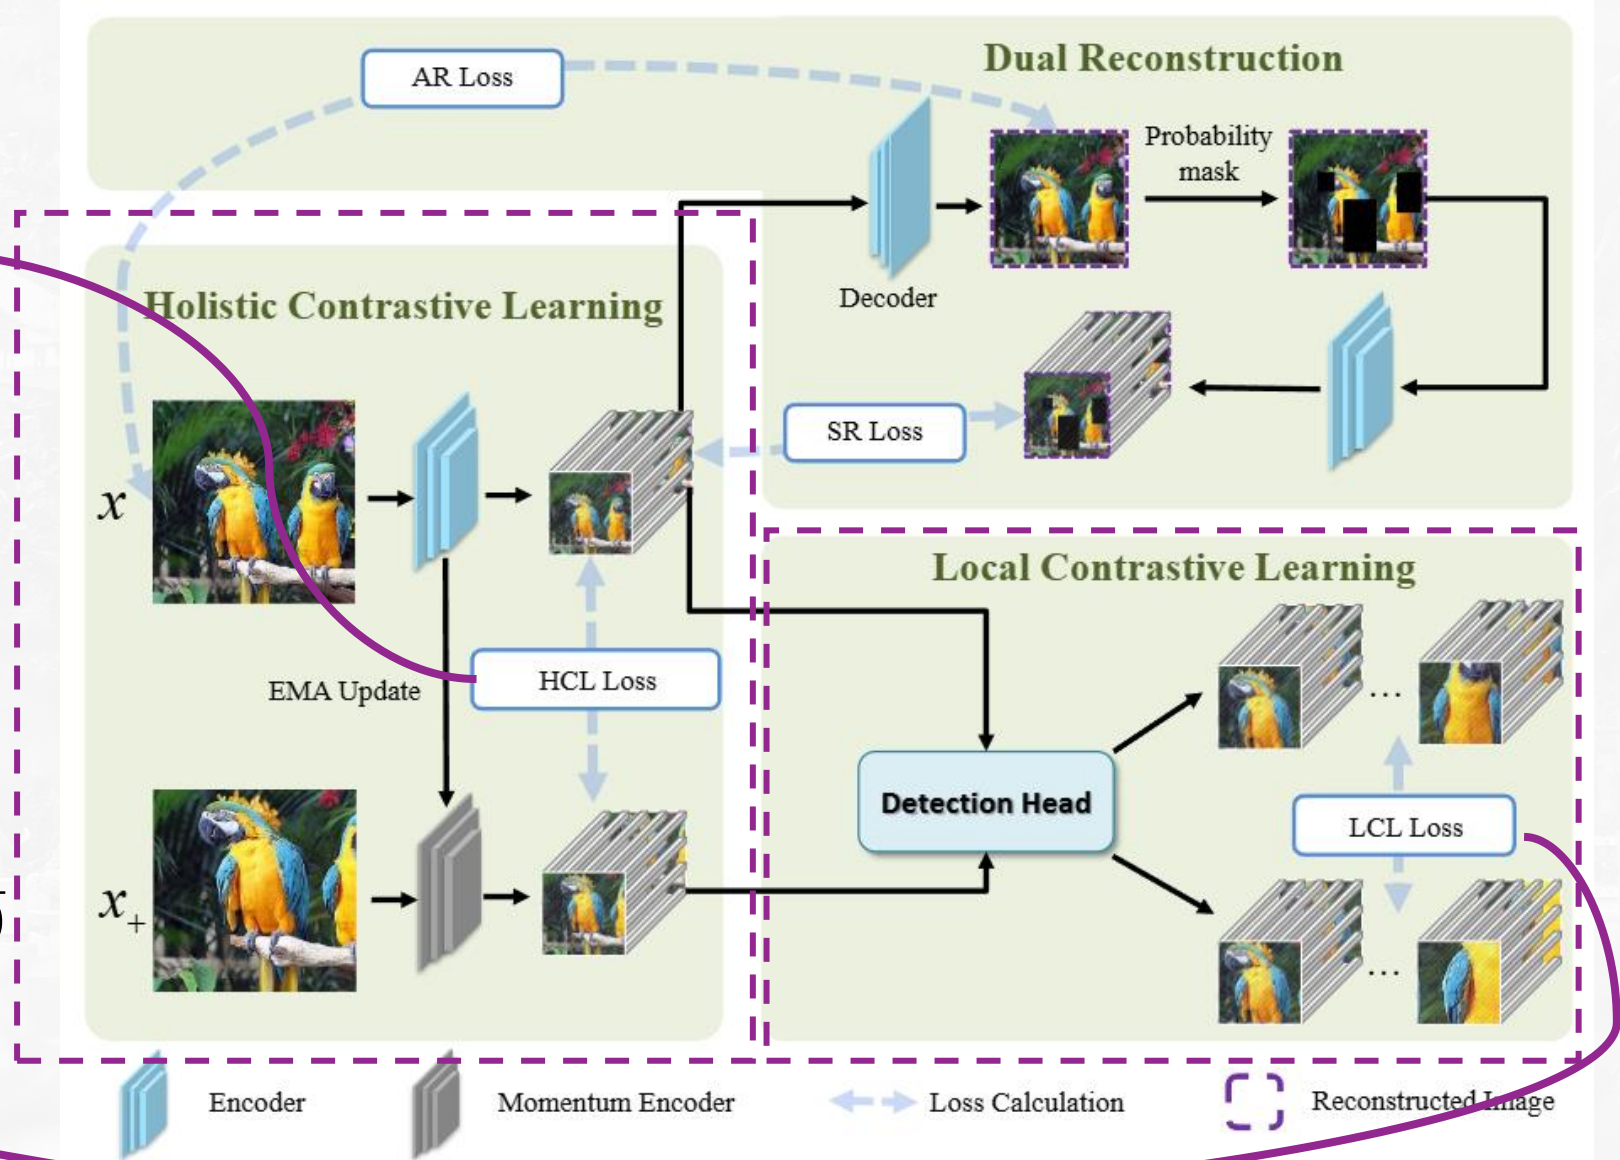 Dual Reconstruction
AR Loss
Probability
mask
Decoder
Holistic Contrastive Learning
SR Loss
x
Local Contrastive Learning
EMA Update
HCL Loss
...
Detection Head
LCL Loss
x+
...
Encoder
Momentum Encoder
Loss Calculation
Reconstructed Image